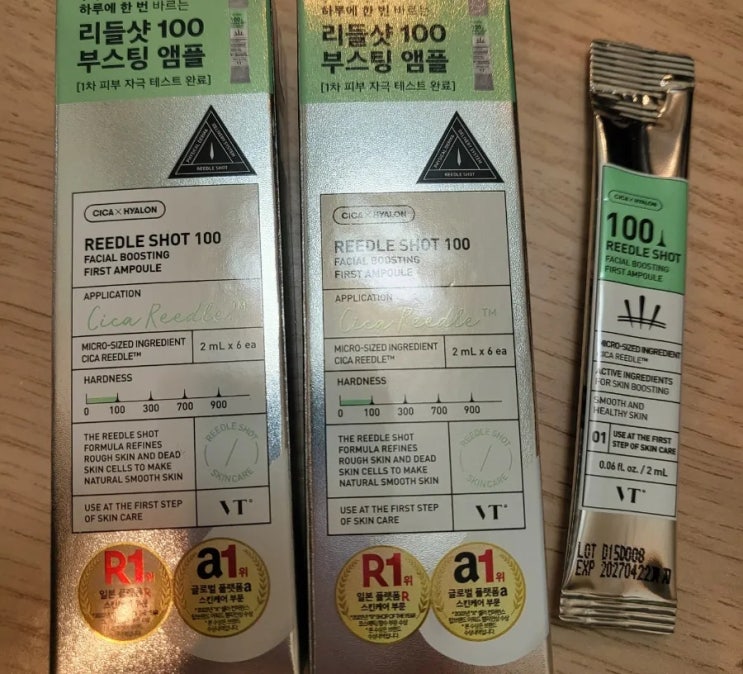 하루에 한 번 바르는
리들샷 100
부스팅 앰플
[1차 피부 자극 테스트 완료]
REEDLE SHOT
CICA X HYALON
REEDLE SHOT 100
FACIAL BOOSTING
FIRST AMPOULE
APPLICATION
Cica Reedle™
MICRO-SIZED INGREDIENT
CICA REEDLE™
2 mL x 6 ea
HARDNESS
0 100 300 700 900
THE REEDLE SHOT
FORMULA REFINES
ROUGH SKIN AND DEAD
SKIN CELLS TO MAKE
NATURAL SMOOTH SKIN
REEDLE SHOT
SKINCARE
USE AT THE FIRST STEP
OF SKIN CARE
VT
R1위
일본 플랫폼R
스킨케어 부문
a1위
글로벌 플랫폼a
스킨케어 부문
하루에 한 번 바르는
리들샷 100
부스팅 앰플
[1차 피부 자극 테스트 완료]
PHYSICAL DERMA
DELIVERY SYSTEM
REEDLE SHOT
CICA X HYALON
REEDLE SHOT 100
FACIAL BOOSTING
FIRST AMPOULE
APPLICATION
Cica Reedle™
MICRO-SIZED INGREDIENT
CICA REEDLE™
2 mL x 6 ea
HARDNESS
0 100 300 700 900
THE REEDLE SHOT
FORMULA REFINES
ROUGH SKIN AND DEAD
SKIN CELLS TO MAKE
NATURAL SMOOTH SKIN
REEDLE SHOT
SKINCARE
USE AT THE FIRST STEP
OF SKIN CARE
VT
R1위
일본 플랫폼R
스킨케어 부문
a1위
글로벌 플랫폼a
스킨케어 부문
CICA X HYALON
100
REEDLE SHOT
FACIAL BOOSTING
FIRST AMPOULE
MICRO-SIZED INGREDIENT
CICA REEDLE™
ACTIVE INGREDIENTS
FOR SKIN BOOSTING
SMOOTH AND
HEALTHY SKIN
01 USE AT THE FIRST
STEP OF SKIN CARE
0.06 fl. oz. / 2 mL
VT
LOT D15D008
EXP 20270422